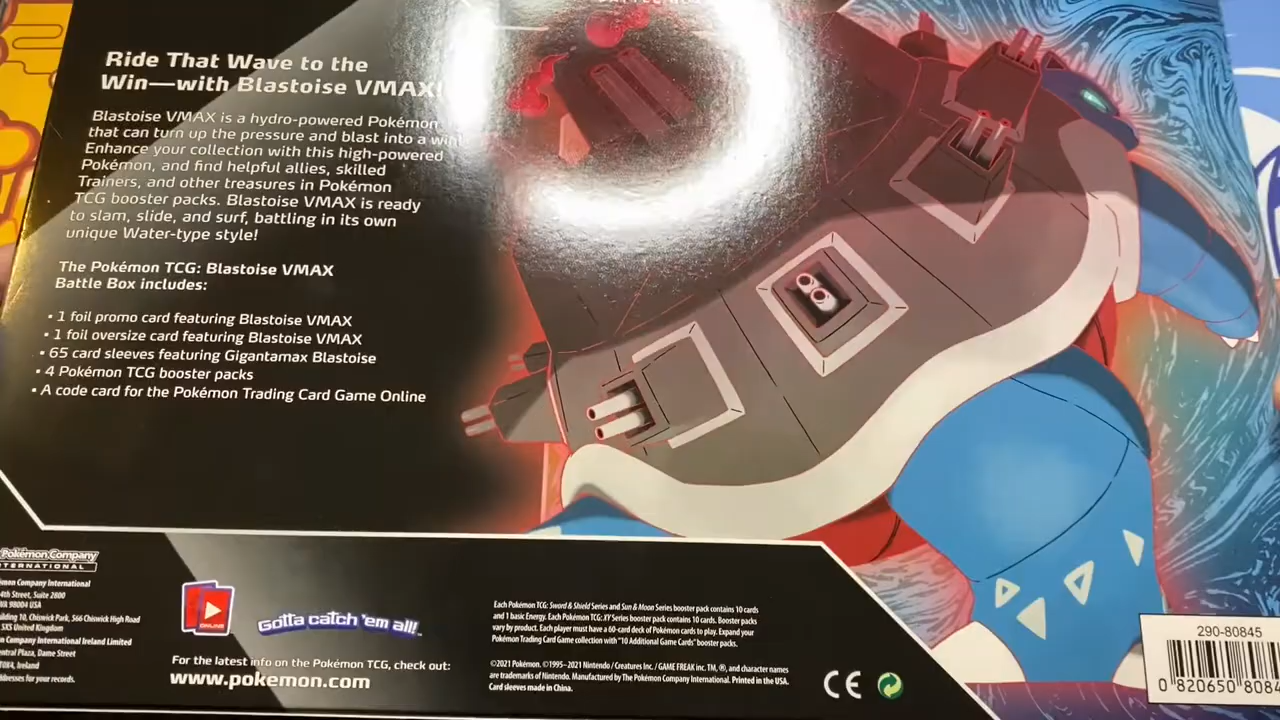 Ride That Wave to the
Win—with Blastoise VMAX!
Blastoise VMAX is a hydro-powered Pokémon
that can turn up the pressure and blast into a win!
Enhance your collection with this high-powered
Pokémon, and find helpful allies, skilled
Trainers, and other treasures in Pokémon
TCG booster packs. Blastoise VMAX is ready
to slam, slide, and surf, battling in its own
unique Water-type style!
The Pokémon TCG: Blastoise VMAX
Battle Box includes:
• 1 foil promo card featuring Blastoise VMAX
• 1 foil oversize card featuring Blastoise VMAX
• 65 card sleeves featuring Gigantamax Blastoise
• 4 Pokémon TCG booster packs
• A code card for the Pokémon Trading Card Game Online
Pokémon Company
Company International
4th Street, Suite 2800
98004 USA
10, Chiswick Park, 566 Chiswick High Road
5XS United Kingdom
Company International Ireland Limited
Plaza, Dame Street
Ireland
for your records.
ONLINE
Gotta catch 'em all!™
For the latest info on the Pokémon TCG, check out:
www.pokemon.com
Each Pokémon TCG: Sword & Shield Series and Sun & Moon Series booster pack contains 10 cards
and 1 basic Energy. Each Pokémon TCG: XY Series booster pack contains 10 cards. Booster packs
vary by product. Each player must have a 60-card deck of Pokémon cards to play. Expand your
Pokémon Trading Card Game collection with "10 Additional Game Cards" booster packs.
©2021 Pokémon. ©1995–2021 Nintendo / Creatures Inc. / GAME FREAK inc. TM, ®, and character names
are trademarks of Nintendo. Manufactured by The Pokémon Company International. Printed in the USA.
Card sleeves made in China.
CE
290-80845
0 820650 808